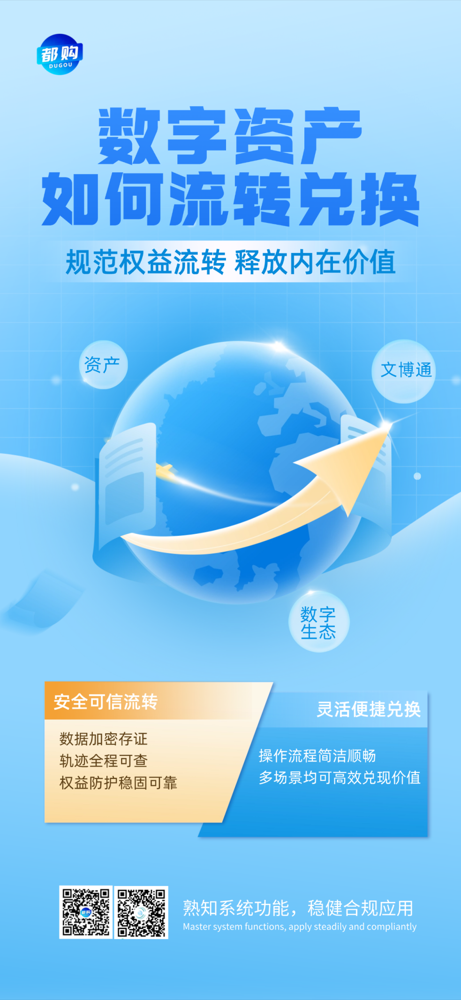 都购
DUGOU
数字资产
如何流转兑换
规范权益流转 释放内在价值
资产
文博通
数字
生态
安全可信流转
数据加密存证
轨迹全程可查
权益防护稳固可靠
灵活便捷兑换
操作流程简洁顺畅
多场景均可高效兑现价值
都购
熟知系统功能，稳健合规应用
Master system functions, apply steadily and compliantly